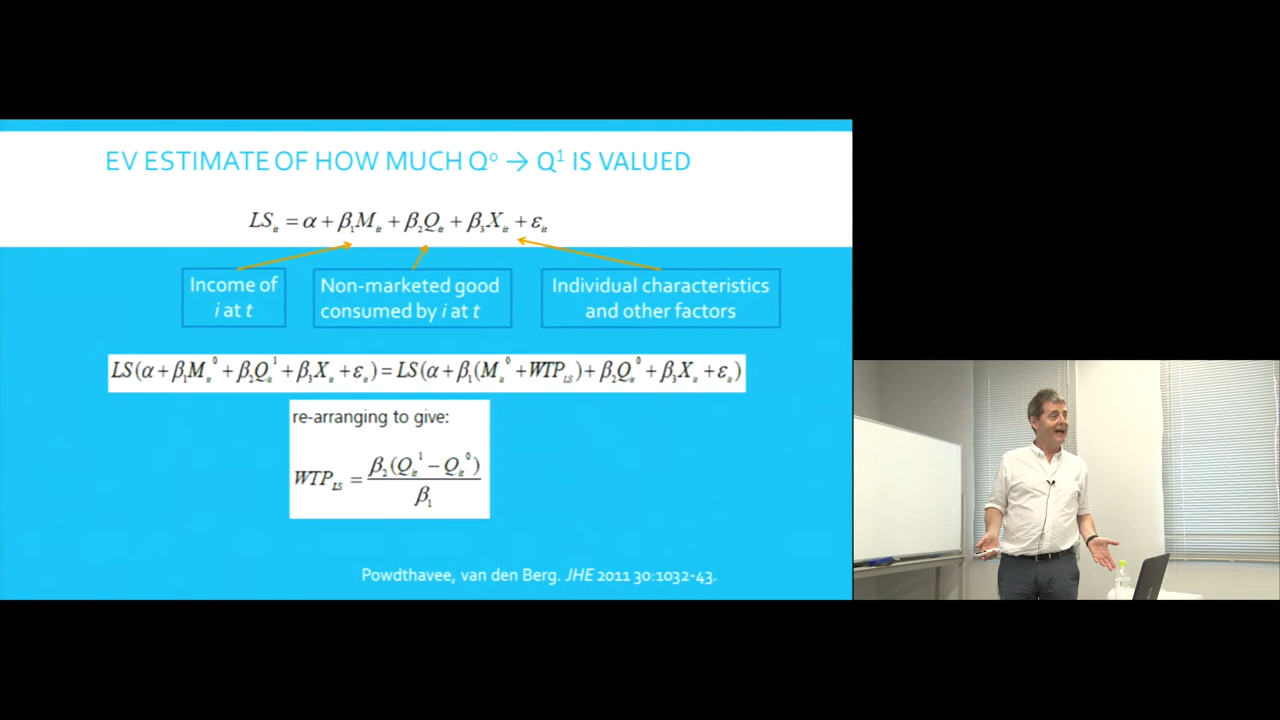 EV ESTIMATE OF HOW MUCH Q⁰ → Q¹ IS VALUED
LSᵢₜ = α + β₁Mᵢₜ + β₂Qᵢₜ + β₃Xᵢₜ + εᵢₜ
Income of
i at t
Non-marketed good
consumed by i at t
Individual characteristics
and other factors
LS(α + β₁Mᵢₜ⁰ + β₂Qᵢₜ¹ + β₃Xᵢₜ + εᵢₜ) = LS(α + β₁(Mᵢₜ⁰ + WTP_LS) + β₂Qᵢₜ⁰ + β₃Xᵢₜ + εᵢₜ)
re-arranging to give:
WTP_LS = β₂(Qᵢₜ¹ − Qᵢₜ⁰) / β₁
Powdthavee, van den Berg. JHE 2011 30:1032-43.